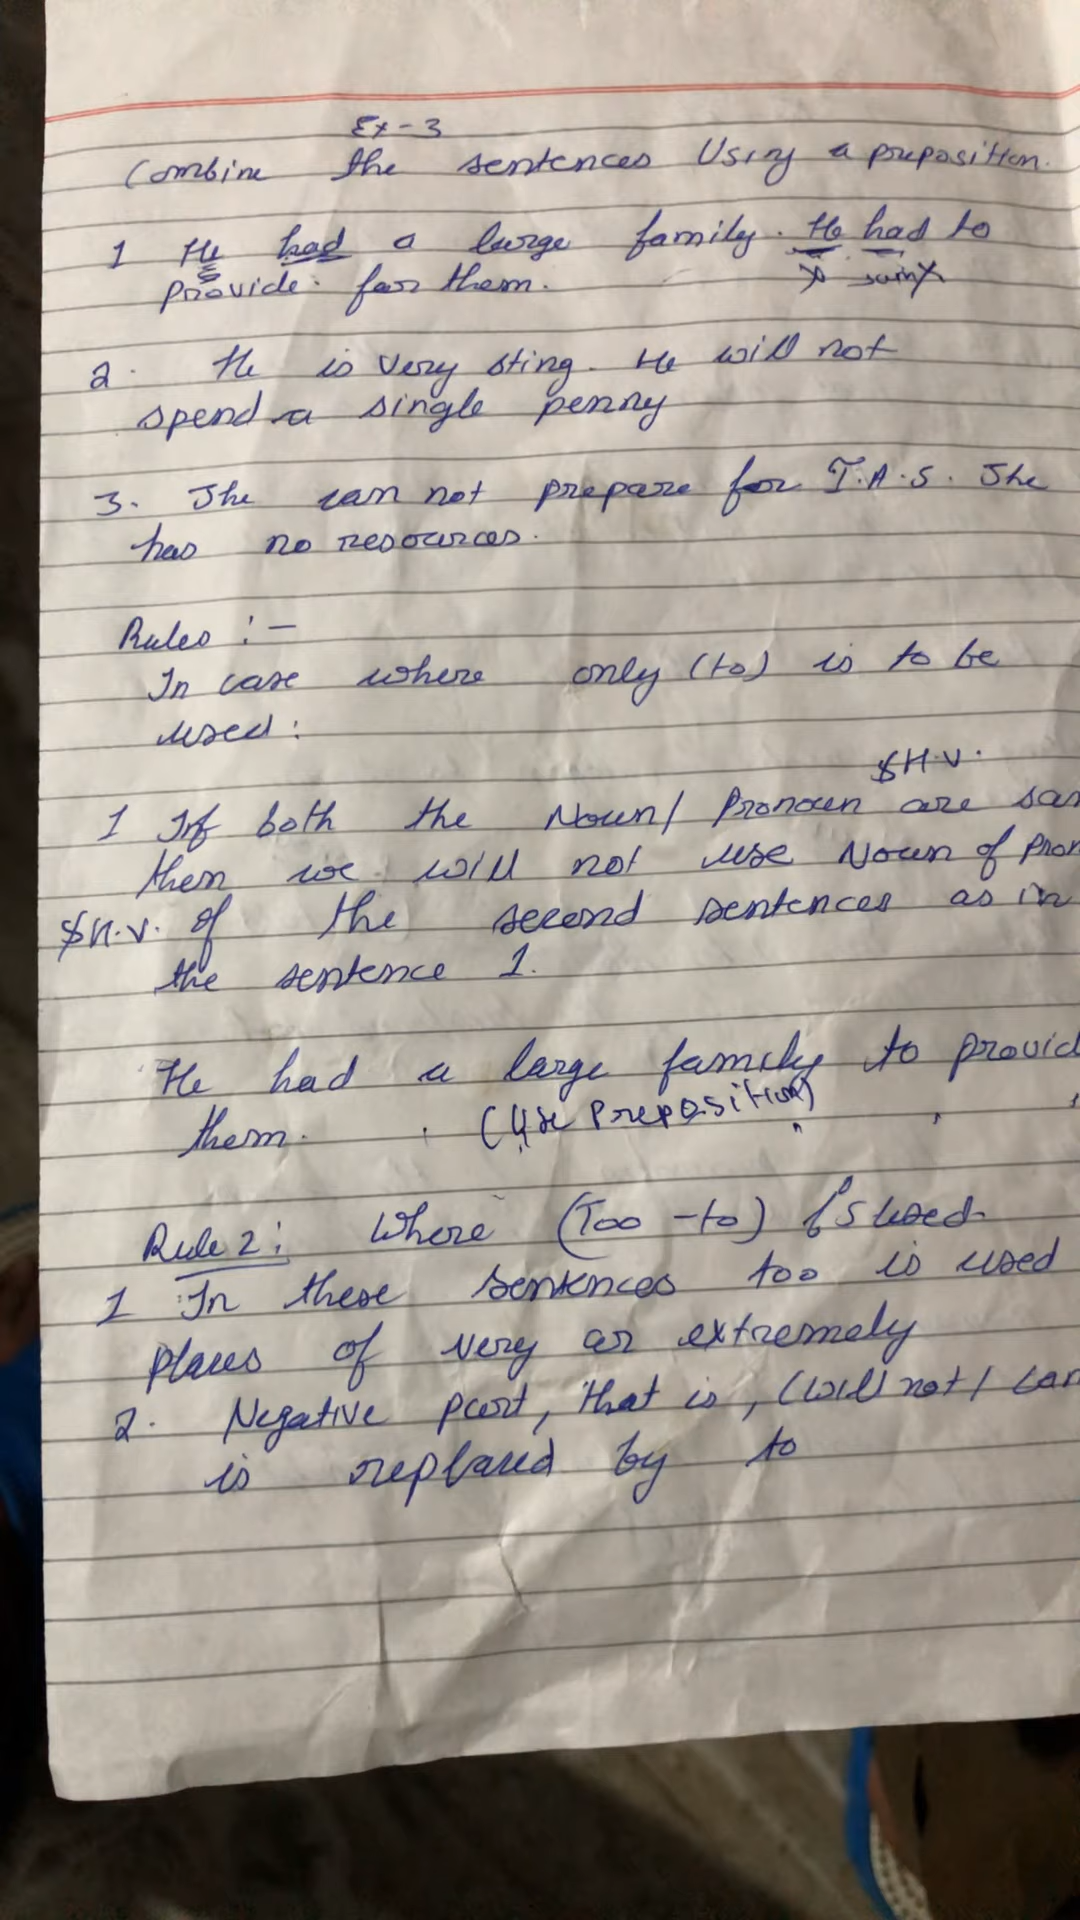 Ex-3
Combine the sentences Using a preposition.
1 He had a large family. He had to
provide for them.
2. He is very sting. He will not
spend a single penny
3. She can not prepare for I.A.S. She
has no resources.
Rules :-
In case where only (to) is to be
used:
$H.V.
1 If both the Noun/ Pronoun are
then we will not use Noun of
$H.V. of the second sentences as in
the sentence 1.
He had a large family to
them. (Use Preposition)
Rule 2: Where (Too -to) is used
1 In these sentences too is used
places of very or extremely
2. Negative part, that is, (will not/
is replaced by to